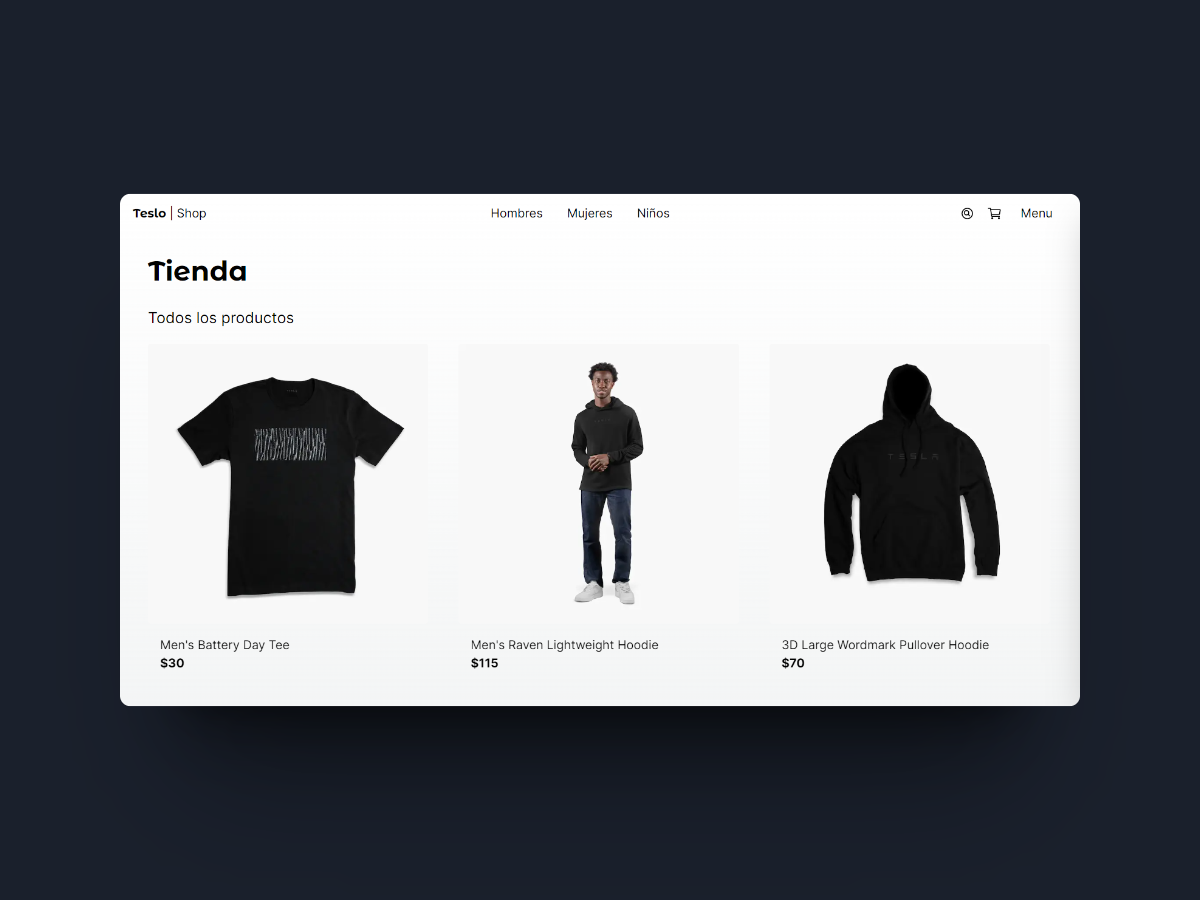 Teslo | Shop
Hombres Mujeres Niños
Menu
Tienda
Todos los productos
TESLA
Men's Battery Day Tee
$30
Men's Raven Lightweight Hoodie
$115
3D Large Wordmark Pullover Hoodie
$70